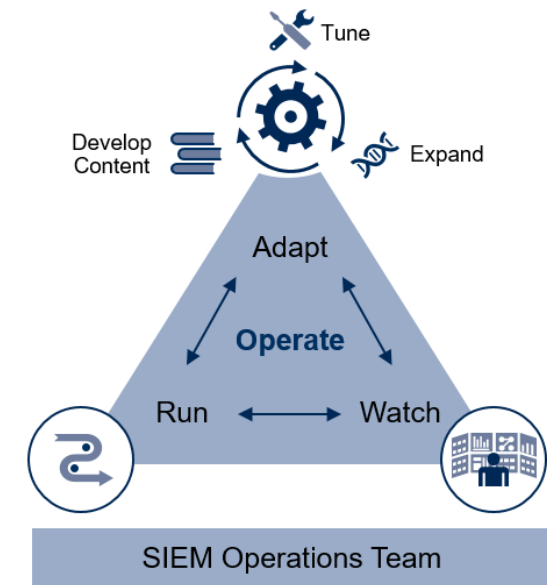 Tune
Develop
Content
Expand
Adapt
Operate
Run
Watch
SIEM Operations Team